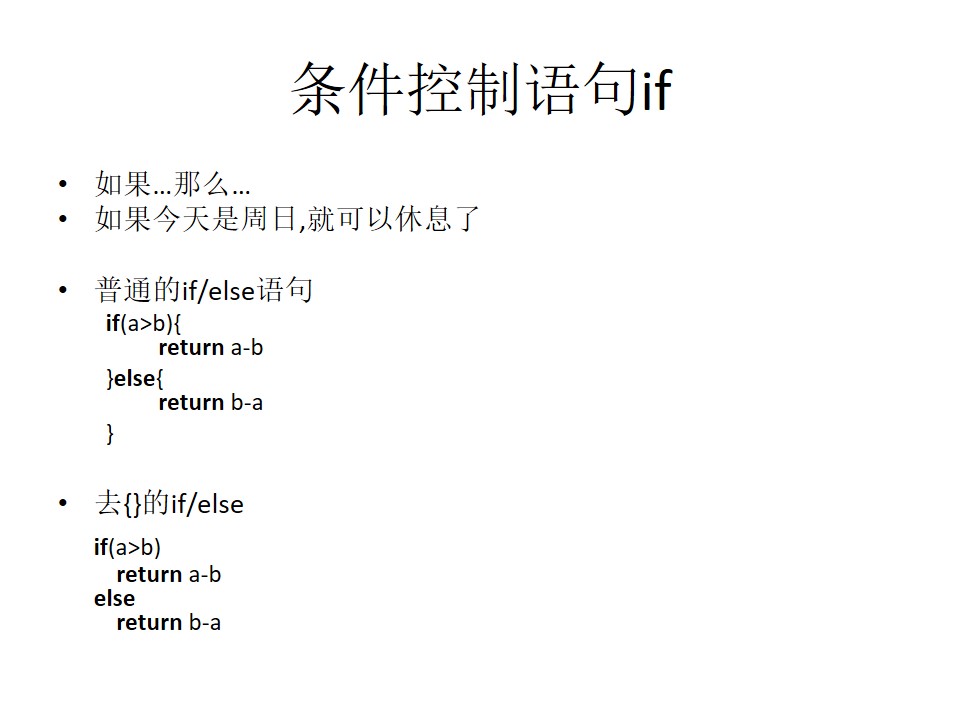 条件控制语句if
• 如果…那么…
• 如果今天是周日,就可以休息了
• 普通的if/else语句
if(a>b){
return a-b
}else{
return b-a
}
• 去{}的if/else
if(a>b)
return a-b
else
return b-a